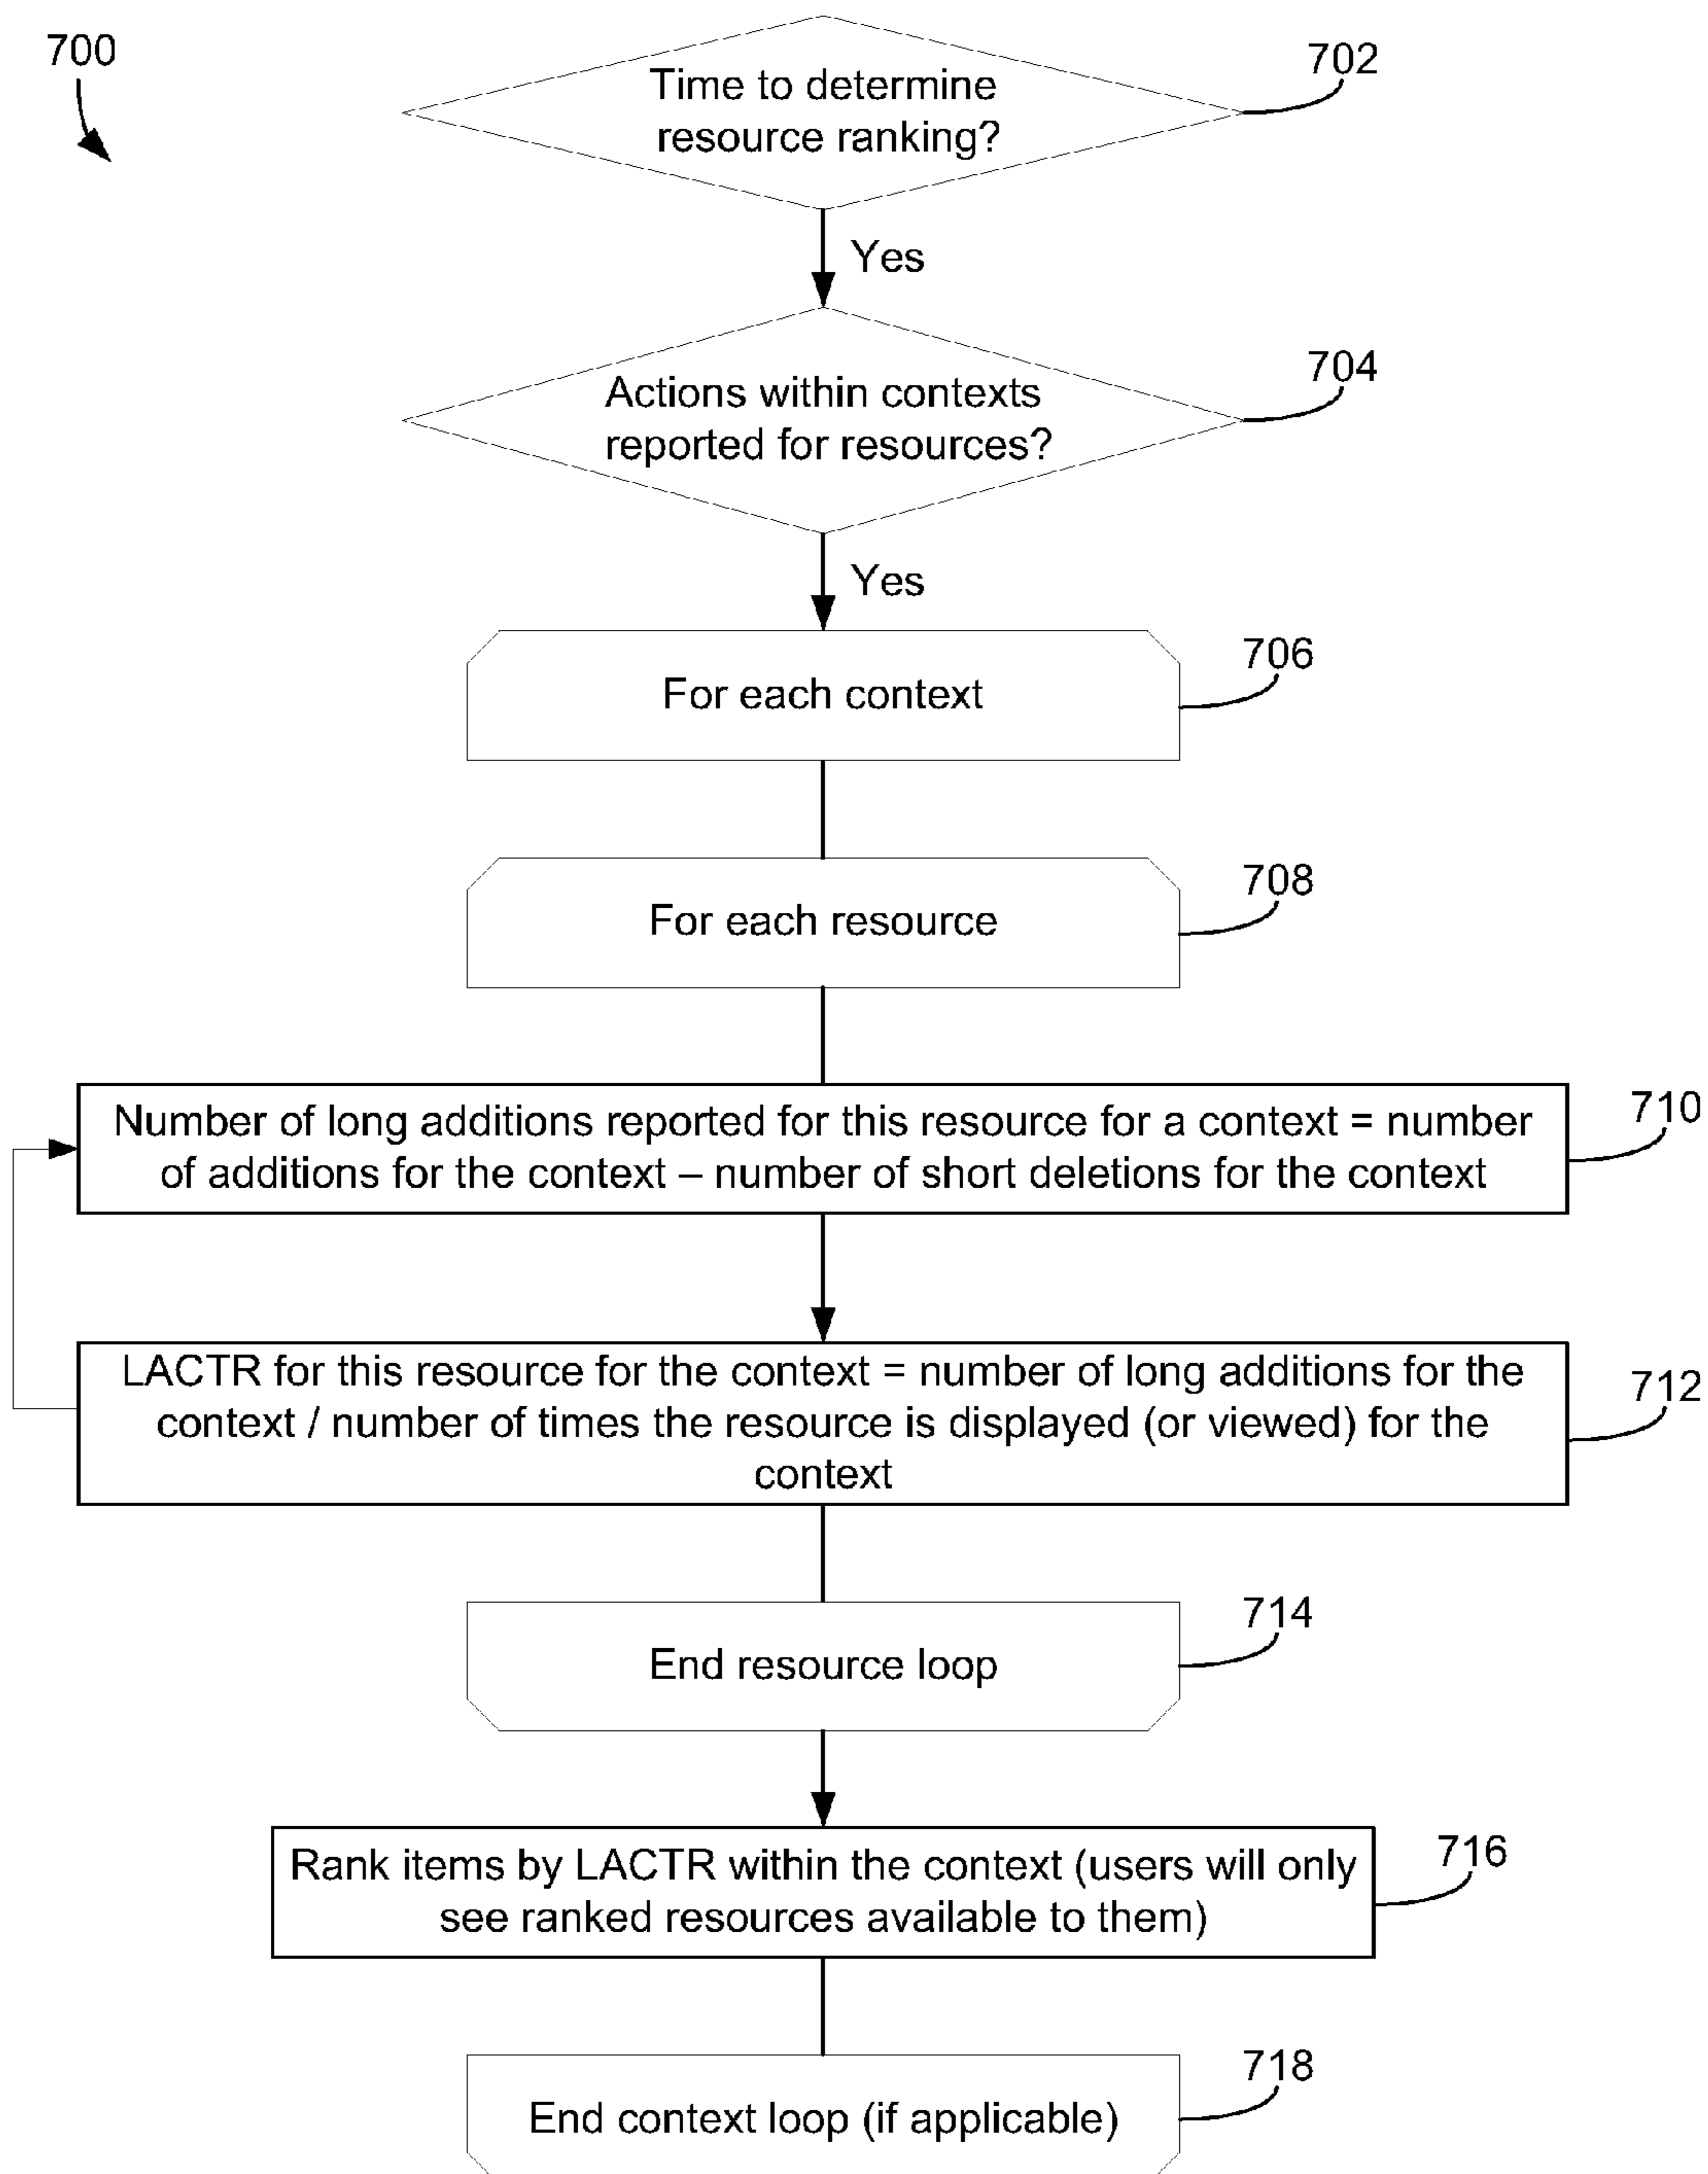 700
702
Time to determine
resource ranking?
Yes
704
Actions within contexts
reported for resources?
Yes
706
For each context
708
For each resource
710
Number of long additions reported for this resource for a context = number
of additions for the context – number of short deletions for the context
712
LACTR for this resource for the context = number of long additions for the
context / number of times the resource is displayed (or viewed) for the
context
714
End resource loop
716
Rank items by LACTR within the context (users will only
see ranked resources available to them)
718
End context loop (if applicable)